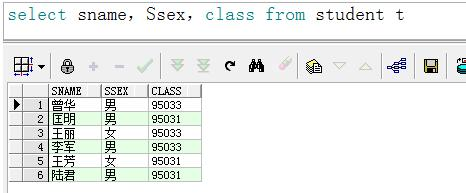 select sname, Ssex, class from student t
SNAME SSEX CLASS
1 曾华 男 95033
2 匡明 男 95031
3 王丽 女 95033
4 李军 男 95033
5 王芳 女 95031
6 陆君 男 95031